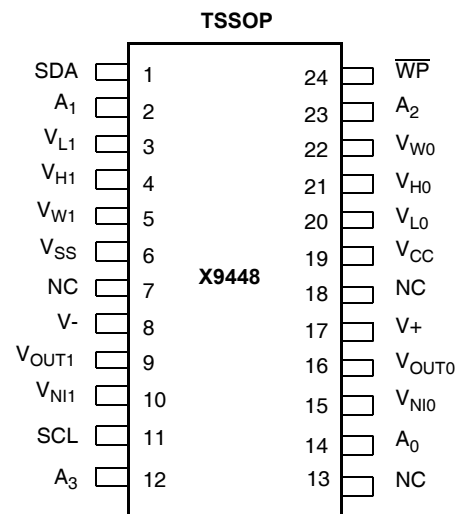 TSSOP
SDA 1 24 W̅P̅
A1 2 23 A2
VL1 3 22 VW0
VH1 4 21 VH0
VW1 5 20 VL0
VSS 6 19 VCC
NC 7 X9448 18 NC
V- 8 17 V+
VOUT1 9 16 VOUT0
VNI1 10 15 VNI0
SCL 11 14 A0
A3 12 13 NC